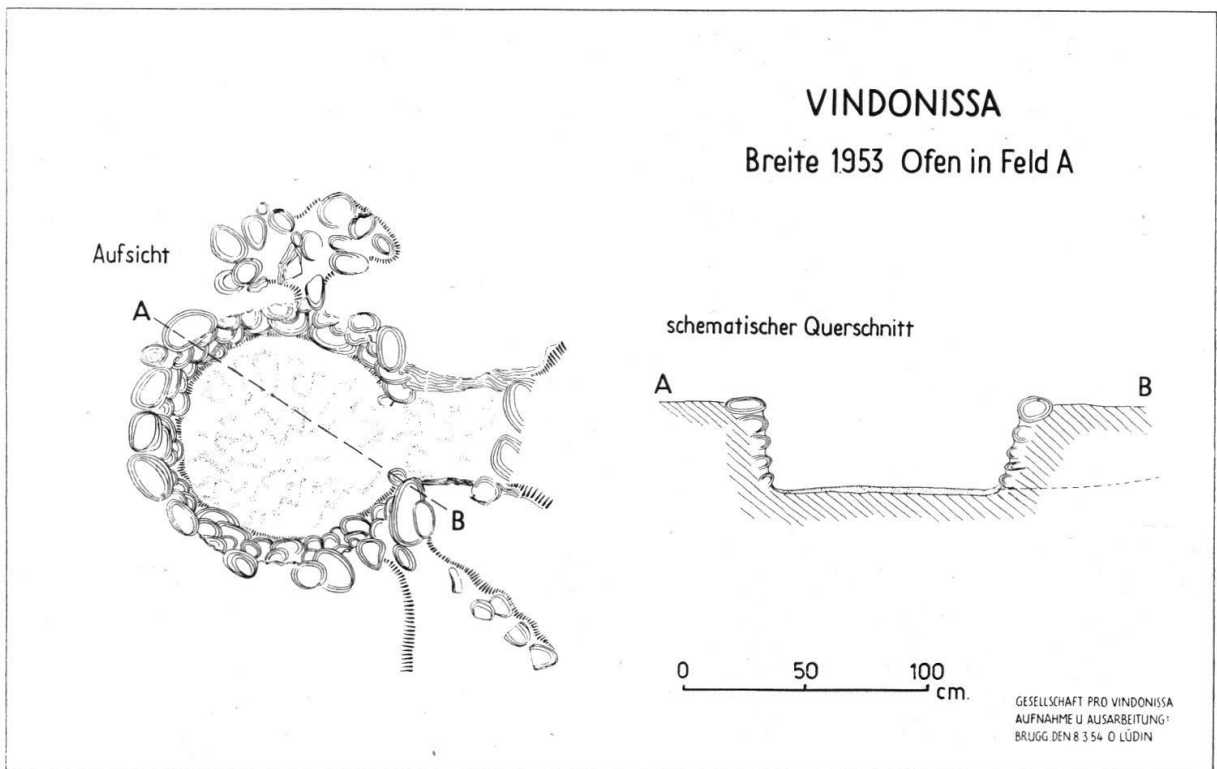 VINDONISSA
Breite 1953 Ofen in Feld A
Aufsicht
A
B
schematischer Querschnitt
A
B
0 50 100
cm.
GESELLSCHAFT PRO VINDONISSA
AUFNAHME U AUSARBEITUNG:
BRUGG.DEN 8 3 54 O LÜDIN